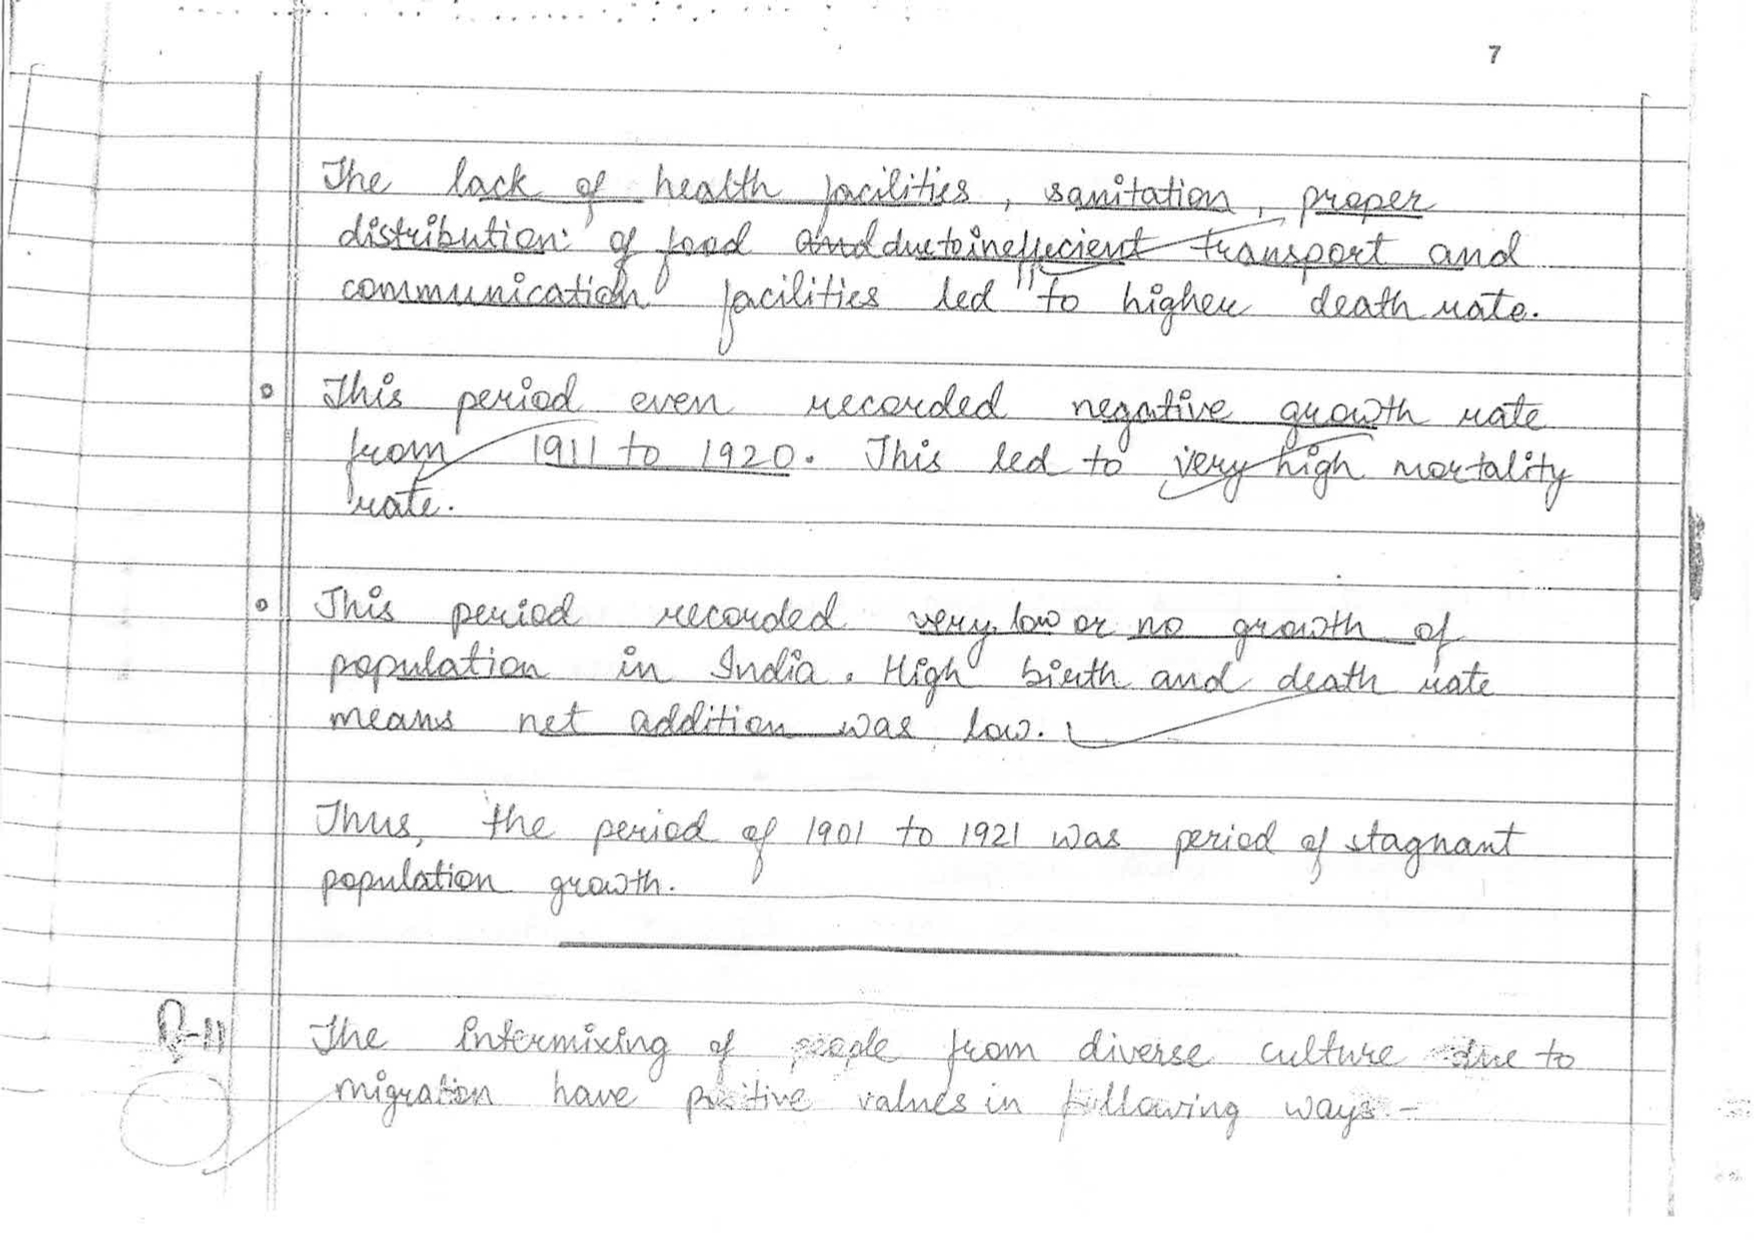 7
The lack of health facilities, sanitation, proper
distribution of food and due to ineffecient transport and
communication facilities led to higher death rate.
This period even recorded negative growth rate
from 1911 to 1920. This led to very high mortality
rate.
This period recorded very low or no growth of
population in India. High birth and death rate
means net addition was low.
Thus, the period of 1901 to 1921 was period of stagnant
population growth.
Q-11 The intermixing of people from diverse culture due to
migration have positive values in following ways -